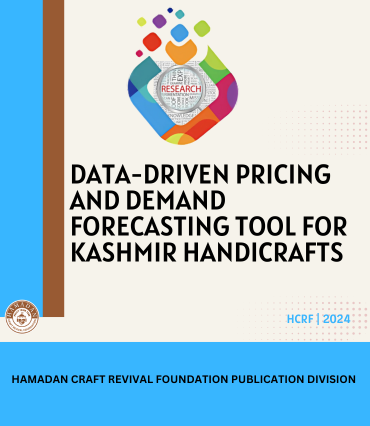 RESEARCH
DATA-DRIVEN PRICING
AND DEMAND
FORECASTING TOOL FOR
KASHMIR HANDICRAFTS
HCRF | 2024
HAMADAN
HAMADAN CRAFT REVIVAL FOUNDATION PUBLICATION DIVISION